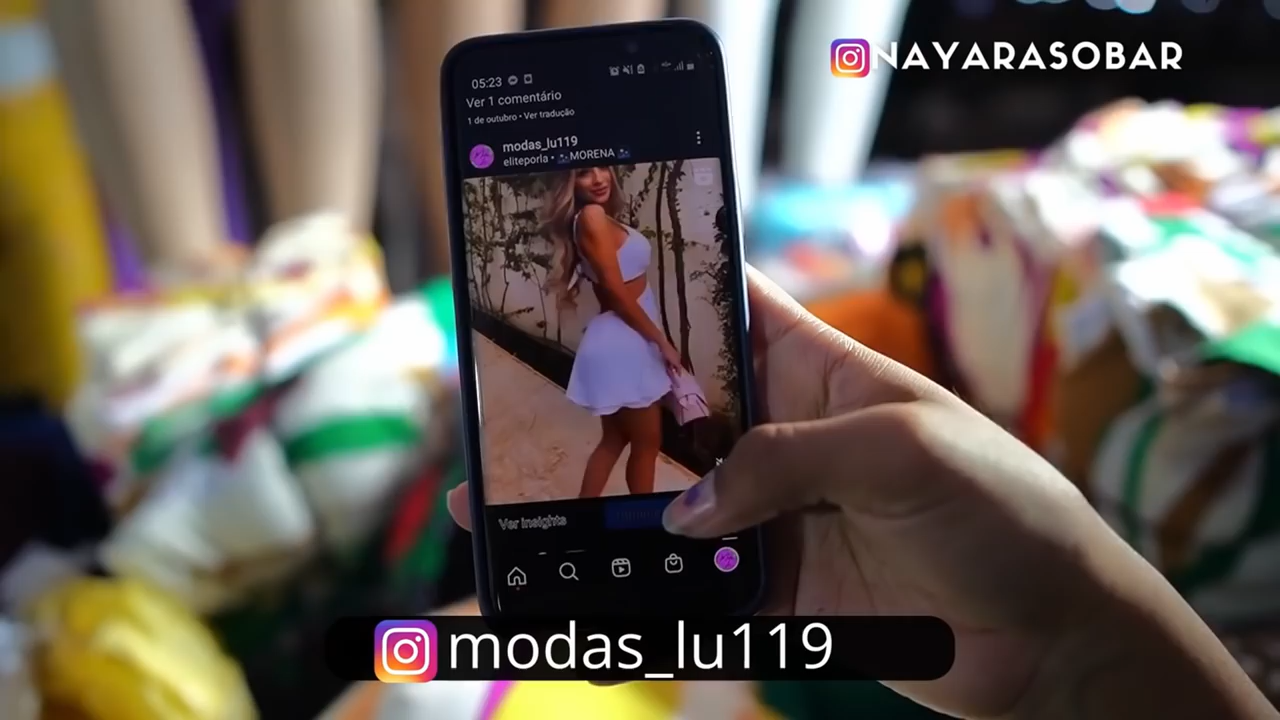 NAYARASOBAR
05:23
Ver 1 comentário
1 de outubro • Ver tradução
modas_lu119
eliteporla • MORENA
Ver insights
modas_lu119